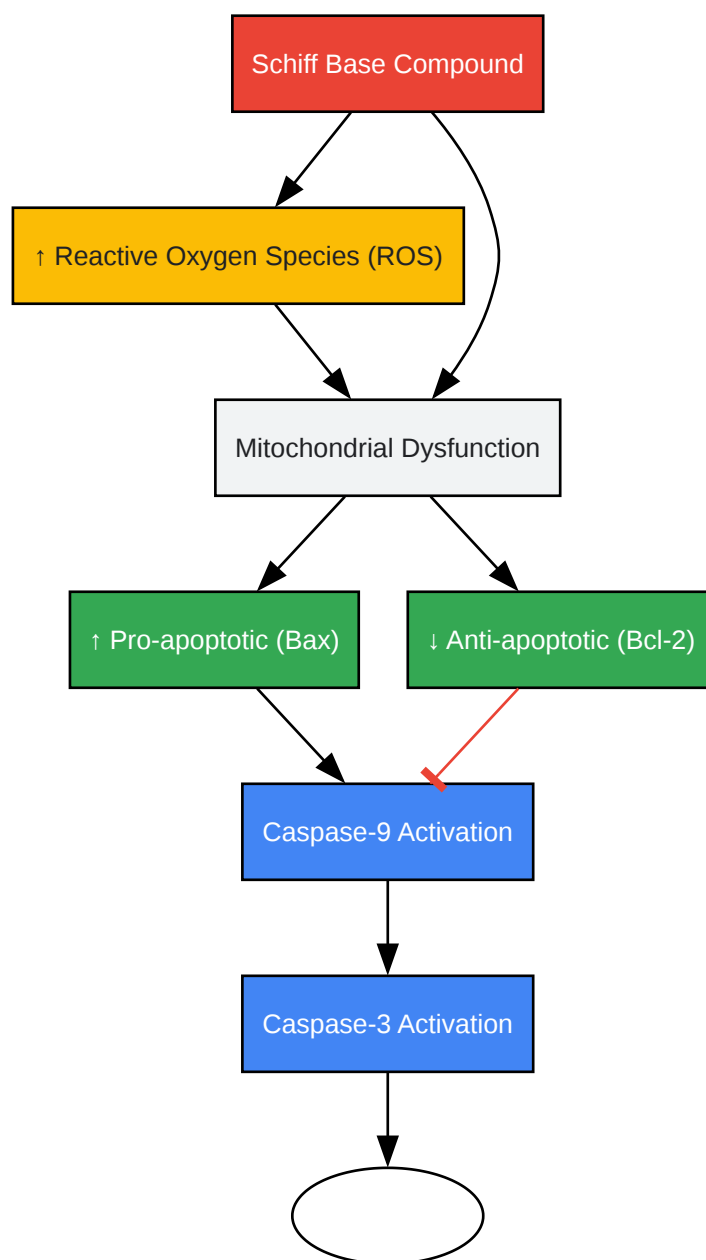 Schiff Base Compound
↑ Reactive Oxygen Species (ROS)
Mitochondrial Dysfunction
↑ Pro-apoptotic (Bax)
↓ Anti-apoptotic (Bcl-2)
Caspase-9 Activation
Caspase-3 Activation